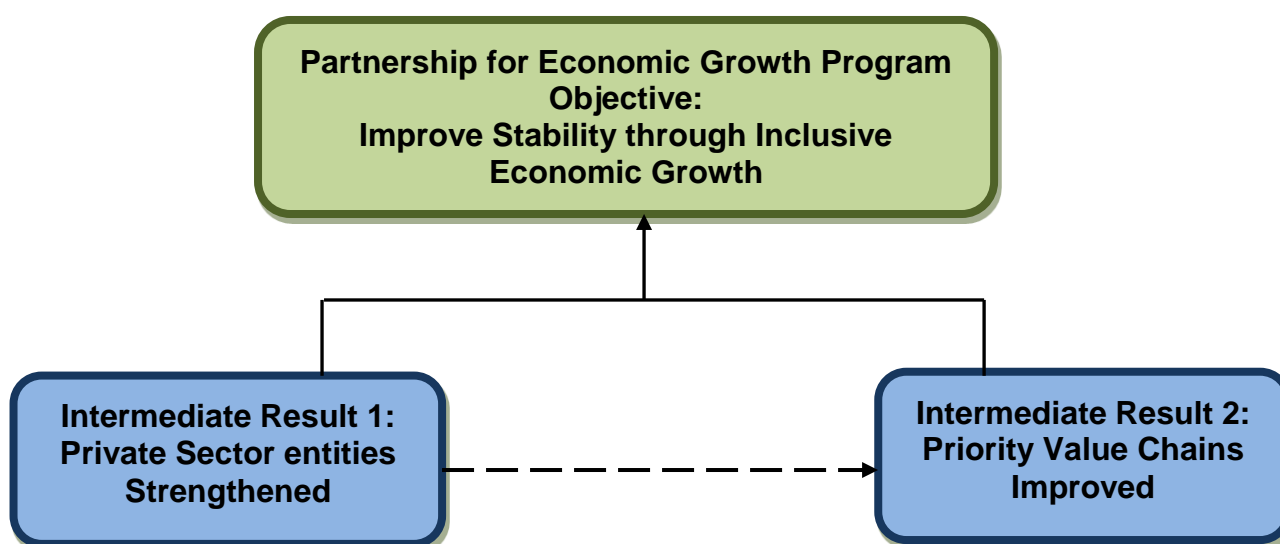 Partnership for Economic Growth Program
Objective:
Improve Stability through Inclusive
Economic Growth
Intermediate Result 1:
Private Sector entities
Strengthened
Intermediate Result 2:
Priority Value Chains
Improved